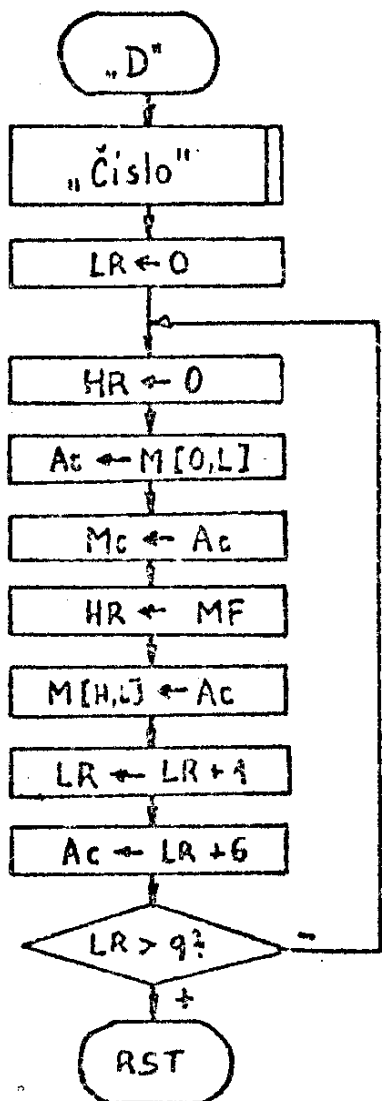 „D"
„Číslo"
LR ← 0
HR ← 0
Ac ← M [0,L]
Mc ← Ac
HR ← MF
M [H,L] ← Ac
LR ← LR + 1
Ac ← LR + 6
LR > 9?
-
+
RST